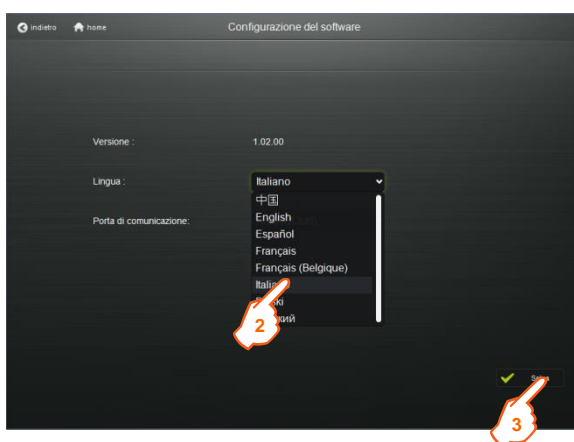 indietro home Configurazione del software
Versione : 1.02.00
Lingua : Italiano
中国
English
Español
Porta di comunicazione:
Français
Français (Belgique)
2
3